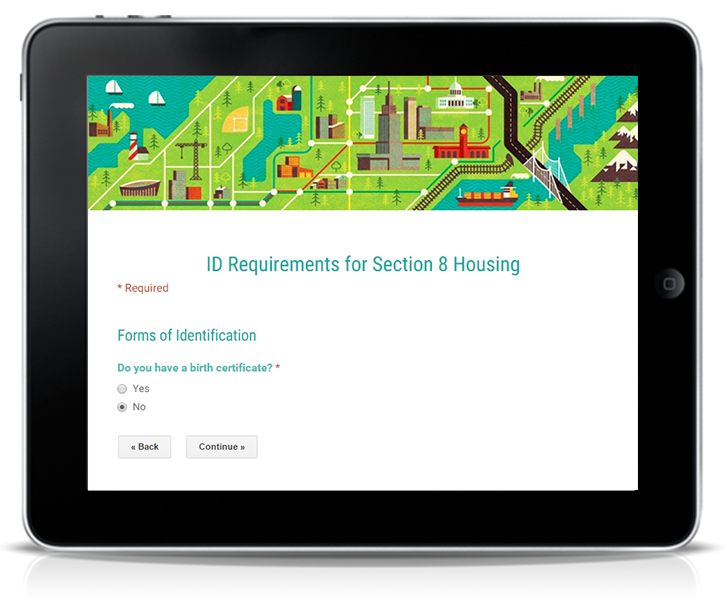 ID Requirements for Section 8 Housing
* Required
Forms of Identification
Do you have a birth certificate? *
Yes
No
« Back
Continue »